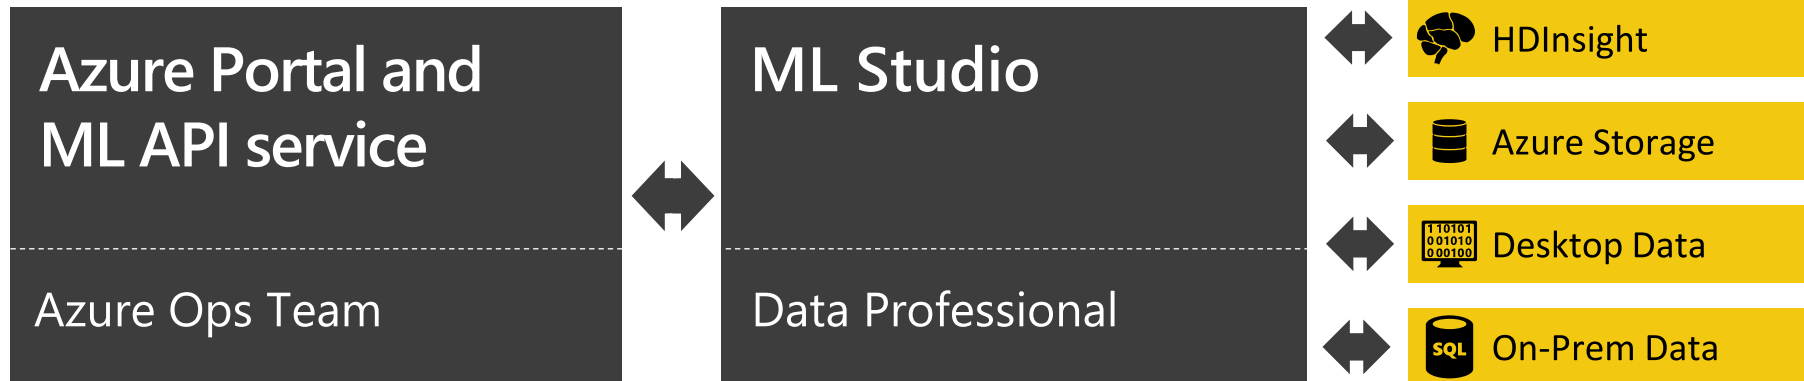 Azure Portal and
ML API service
Azure Ops Team
ML Studio
Data Professional
HDInsight
Azure Storage
110101
001010
000100
Desktop Data
SQL
On-Prem Data